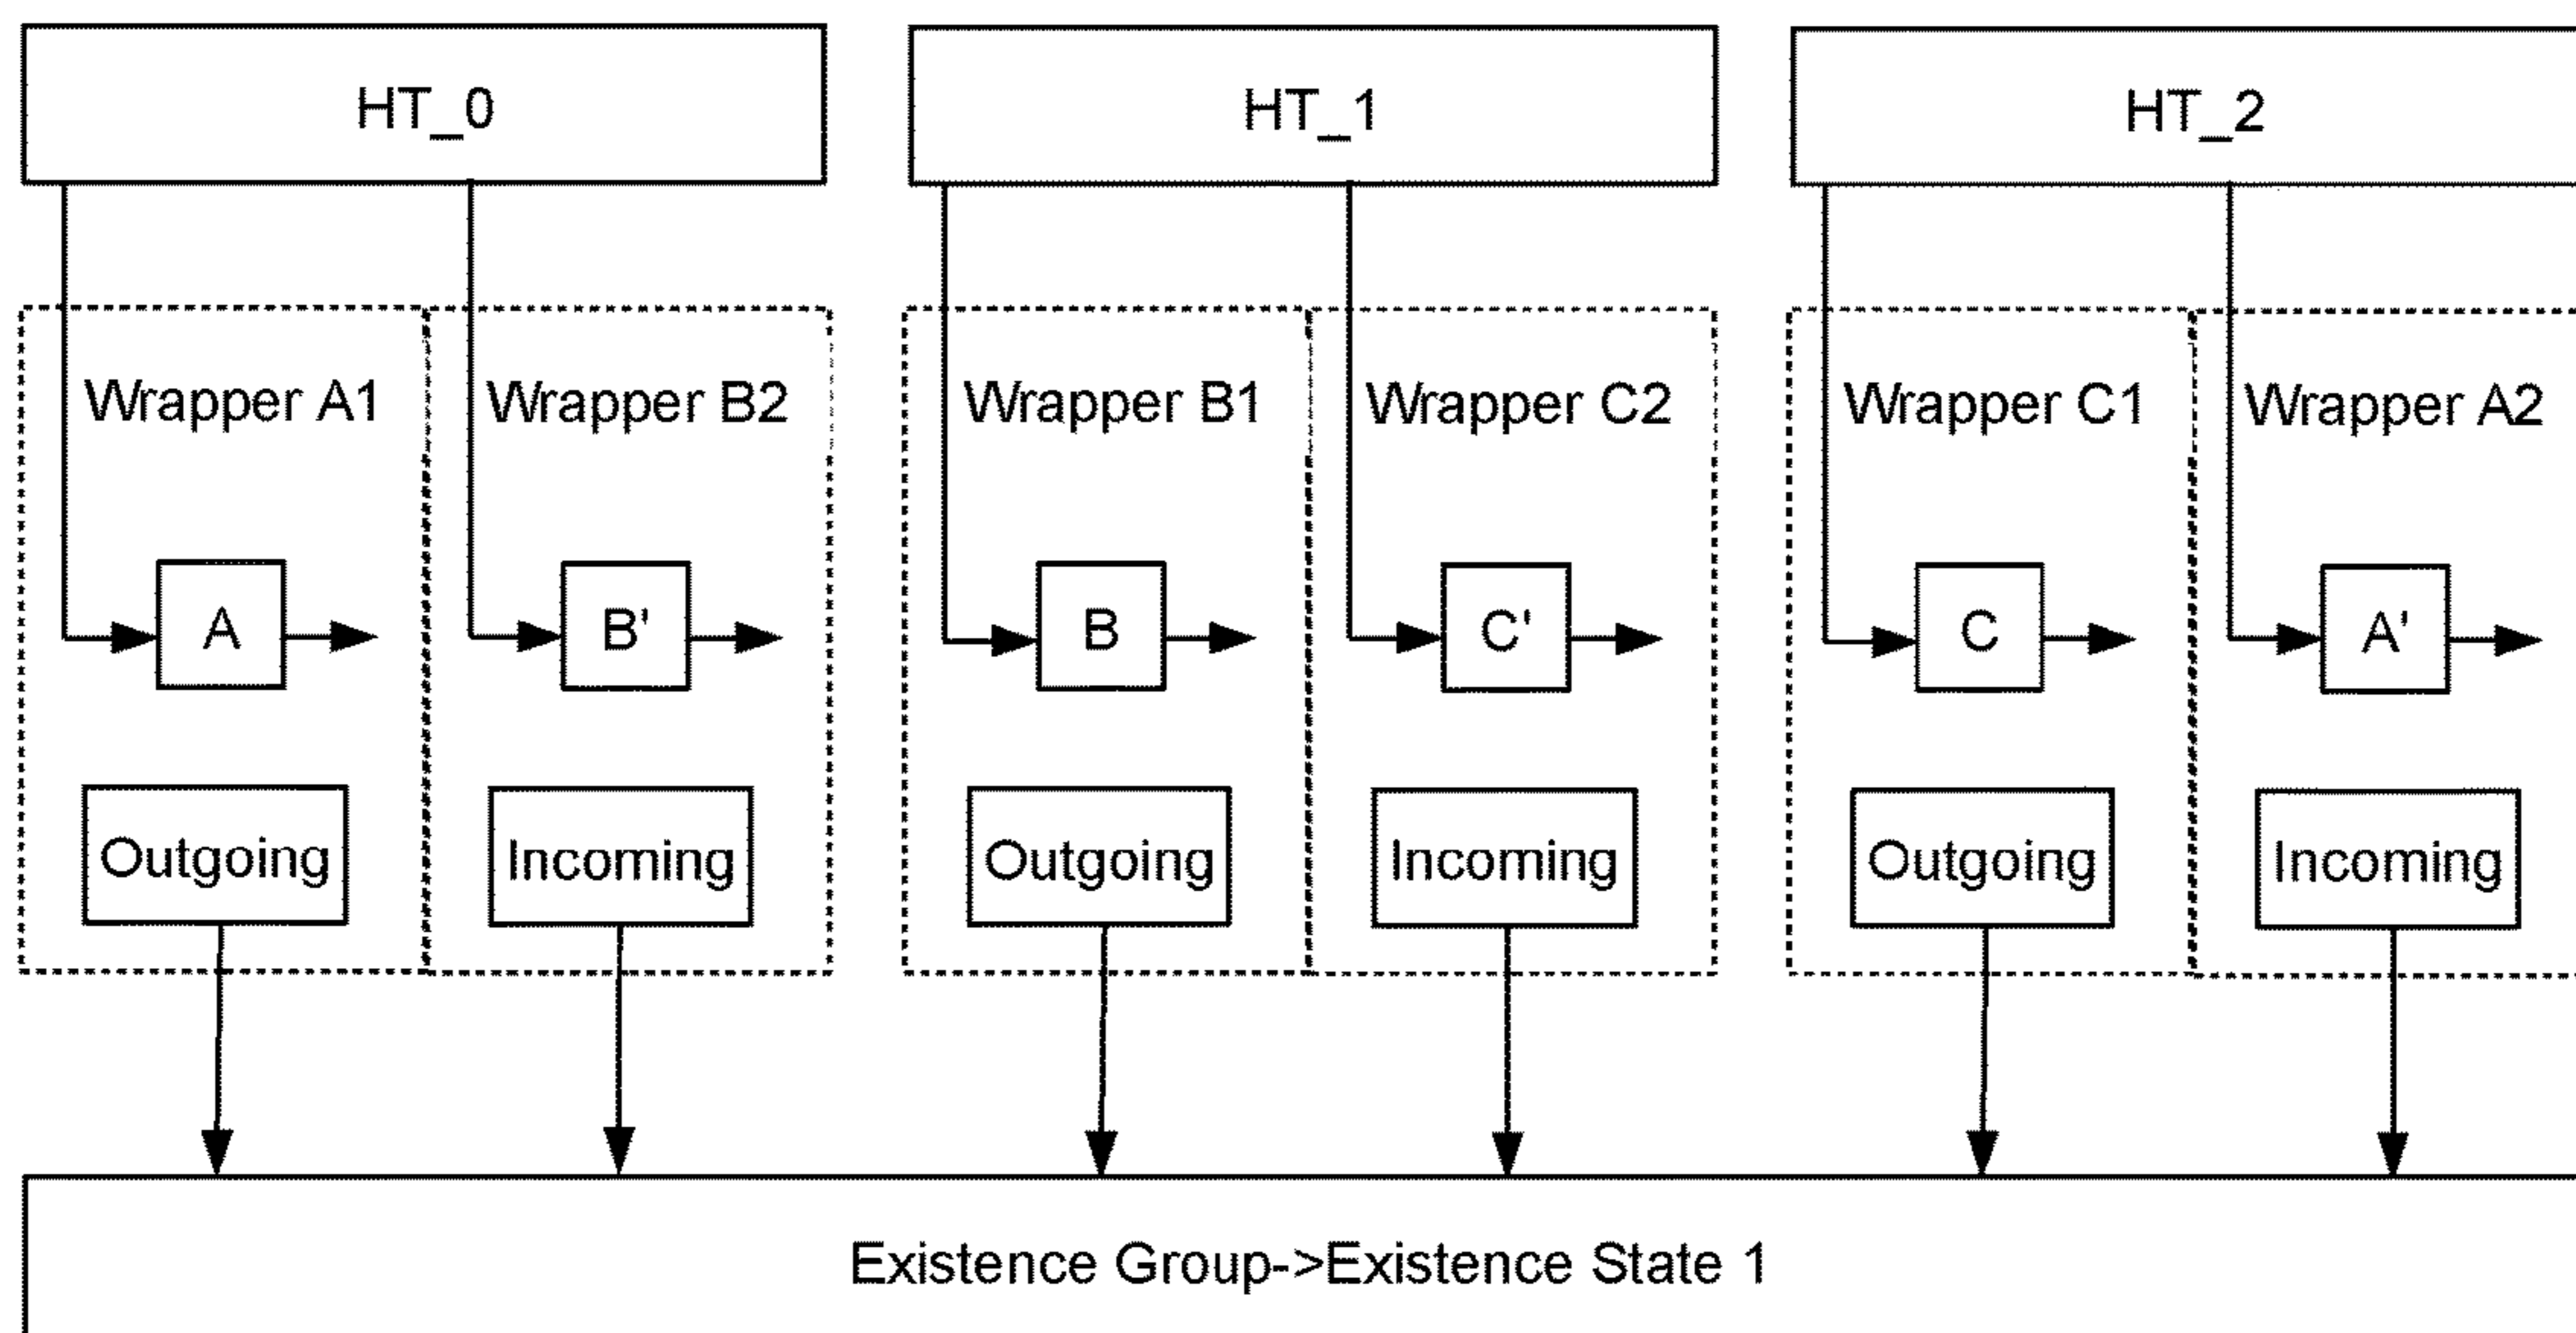 HT_0
HT_1
HT_2
Wrapper A1
Wrapper B2
Wrapper B1
Wrapper C2
Wrapper C1
Wrapper A2
A
B'
B
C'
C
A'
Outgoing
Incoming
Outgoing
Incoming
Outgoing
Incoming
Existence Group->Existence State 1